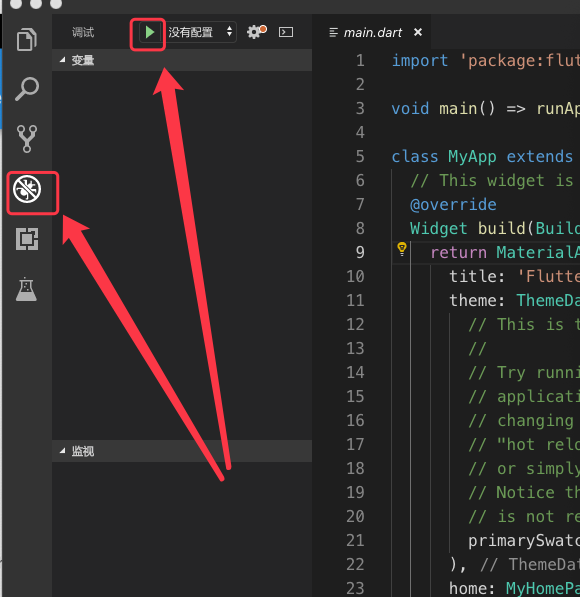 调试
没有配置
变量
监视
main.dart ×
1 import 'package:flu
2
3 void main() => runAp
4
5 class MyApp extends
6 // This widget is
7 @override
8 Widget build(Build
9 return MaterialA
10 title: 'Flutte
11 theme: ThemeDa
12 // This is t
13 //
14 // Try runni
15 // applicati
16 // changing
17 // "hot relo
18 // or simply
19 // Notice th
20 // is not re
21 primarySwatc
22 ), // ThemeDat
23 home: MyHomePa